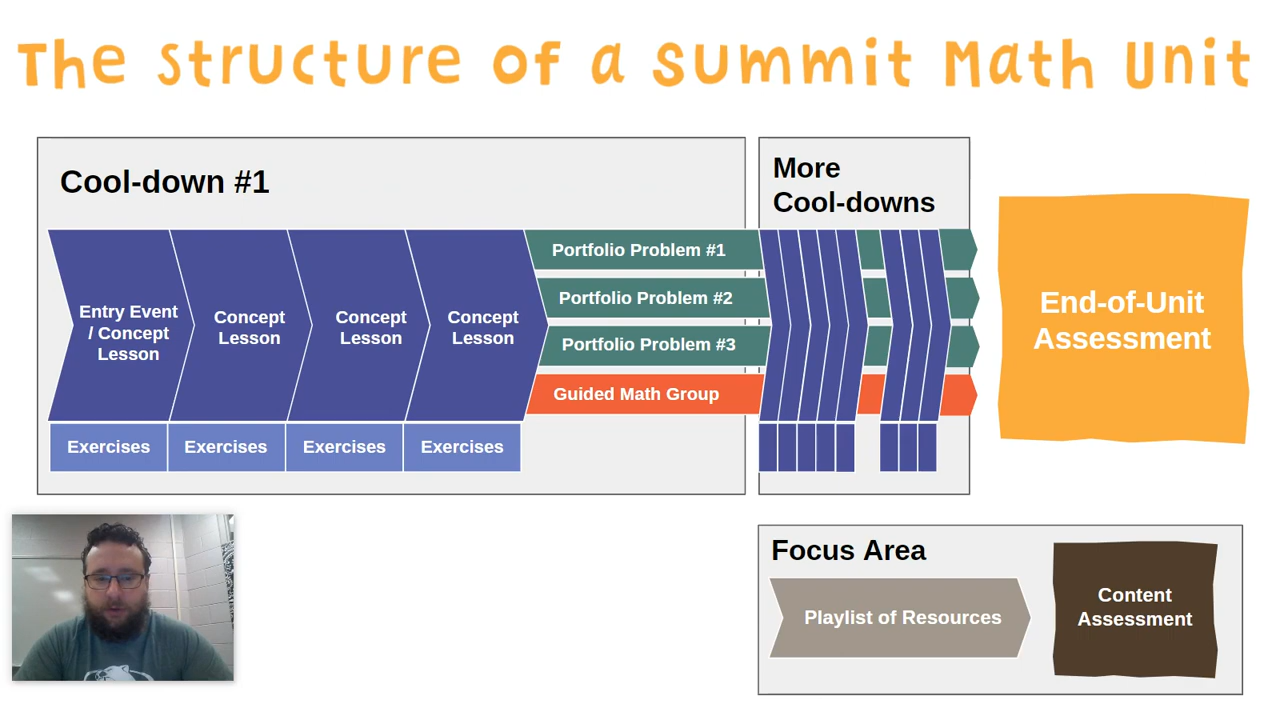 The Structure of a Summit Math Unit
Cool-down #1
More
Cool-downs
Entry Event
/ Concept
Lesson
Concept
Lesson
Concept
Lesson
Concept
Lesson
Portfolio Problem #1
Portfolio Problem #2
Portfolio Problem #3
Guided Math Group
Exercises
Exercises
Exercises
Exercises
End-of-Unit
Assessment
Focus Area
Playlist of Resources
Content
Assessment